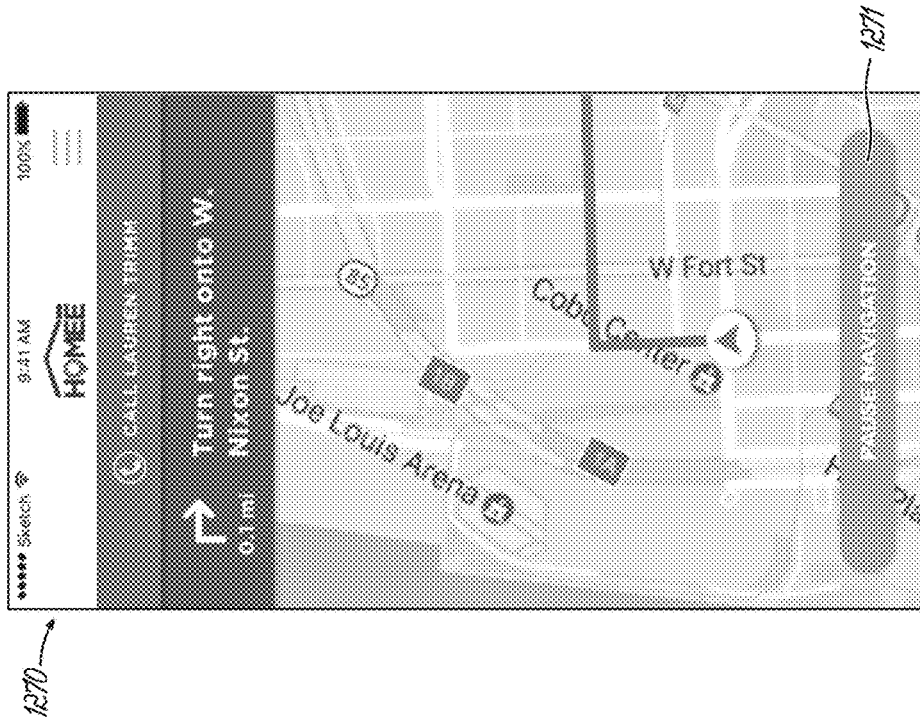 1270
••••• Sketch
9:41 AM
100%
HOMEE
CALL LAUREN TRIMM
Turn right onto W.
Nixon St.
0.1 mi
85
Joe Louis Arena
Cobo Center
W Fort St
PAUSE NAVIGATION
1271